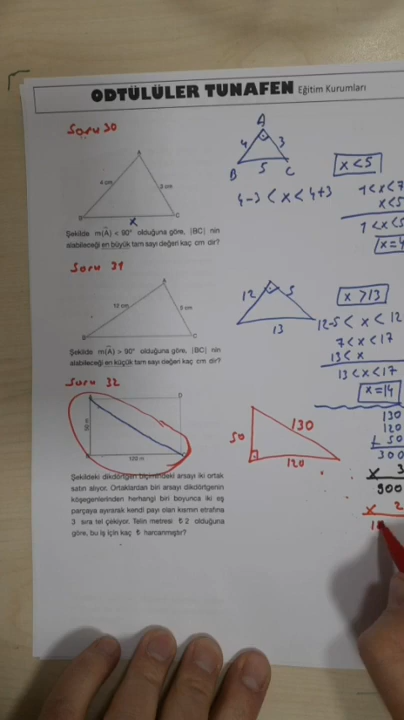 ODTÜLÜLER TUNAFEN Eğitim Kurumları
Soru 30
A
4 cm
3 cm
B
C
x
Şekilde m(A) < 90° olduğuna göre, |BC| nin
alabileceği en büyük tam sayı değeri kaç cm dir?
A
4
3
B
5
C
x < 5
4-3 < x < 4+3
1 < x < 7
x < 5
1 < x < 5
x = 4
Soru 31
A
12 cm
5 cm
B
C
Şekilde m(A) > 90° olduğuna göre, |BC| nin
alabileceği en küçük tam sayı değeri kaç cm dir?
12
5
13
x > 13
12-5 < x < 12
7 < x < 17
13 < x
13 < x < 17
x = 14
Soru 32
D
50 m
120 m
Şekildeki dikdörtgen biçimindeki arsayı iki ortak
satın alıyor. Ortaklardan biri arsayı dikdörtgenin
köşegenlerinden herhangi biri boyunca iki eş
parçaya ayırarak kendi payı olan kısmın etrafına
3 sıra tel çekiyor. Telin metresi ₺ 2 olduğuna
göre, bu iş için kaç ₺ harcanmıştır?
50
130
120
130
120
+ 50
300
x 3
900
x 2
1